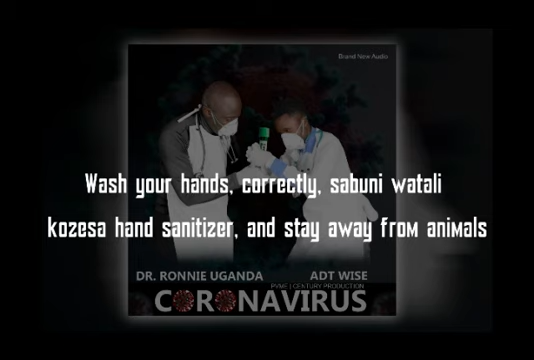 Brand New Audio
Wash your hands, correctly, sabuni watali
kozesa hand sanitizer, and stay away from animals
DR. RONNIE UGANDA ADT WISE
PYME | CENTURY PRODUCTION
CORONAVIRUS